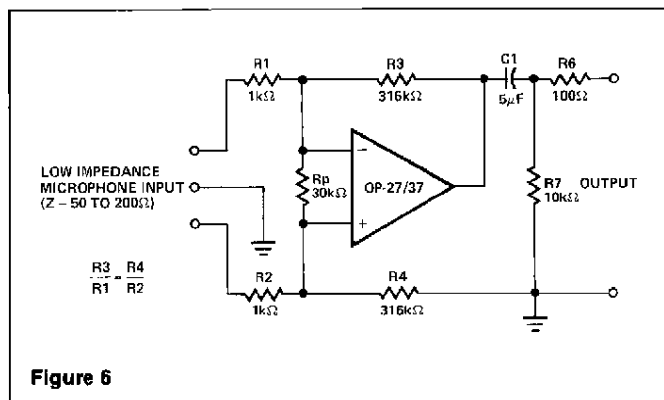 R1
1kΩ
R3
316kΩ
C1
5μF
R6
100Ω
LOW IMPEDANCE
MICROPHONE INPUT
(Z – 50 TO 200Ω)
Rp
30kΩ
−
+
OP-27/37
R7
10kΩ
OUTPUT
R3
R1
=
R4
R2
R2
1kΩ
R4
316kΩ
Figure 6